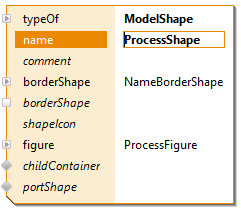 typeOf ModelShape
name ProcessShape
comment
borderShape NameBorderShape
borderShape
shapeIcon
figure ProcessFigure
childContainer
portShape